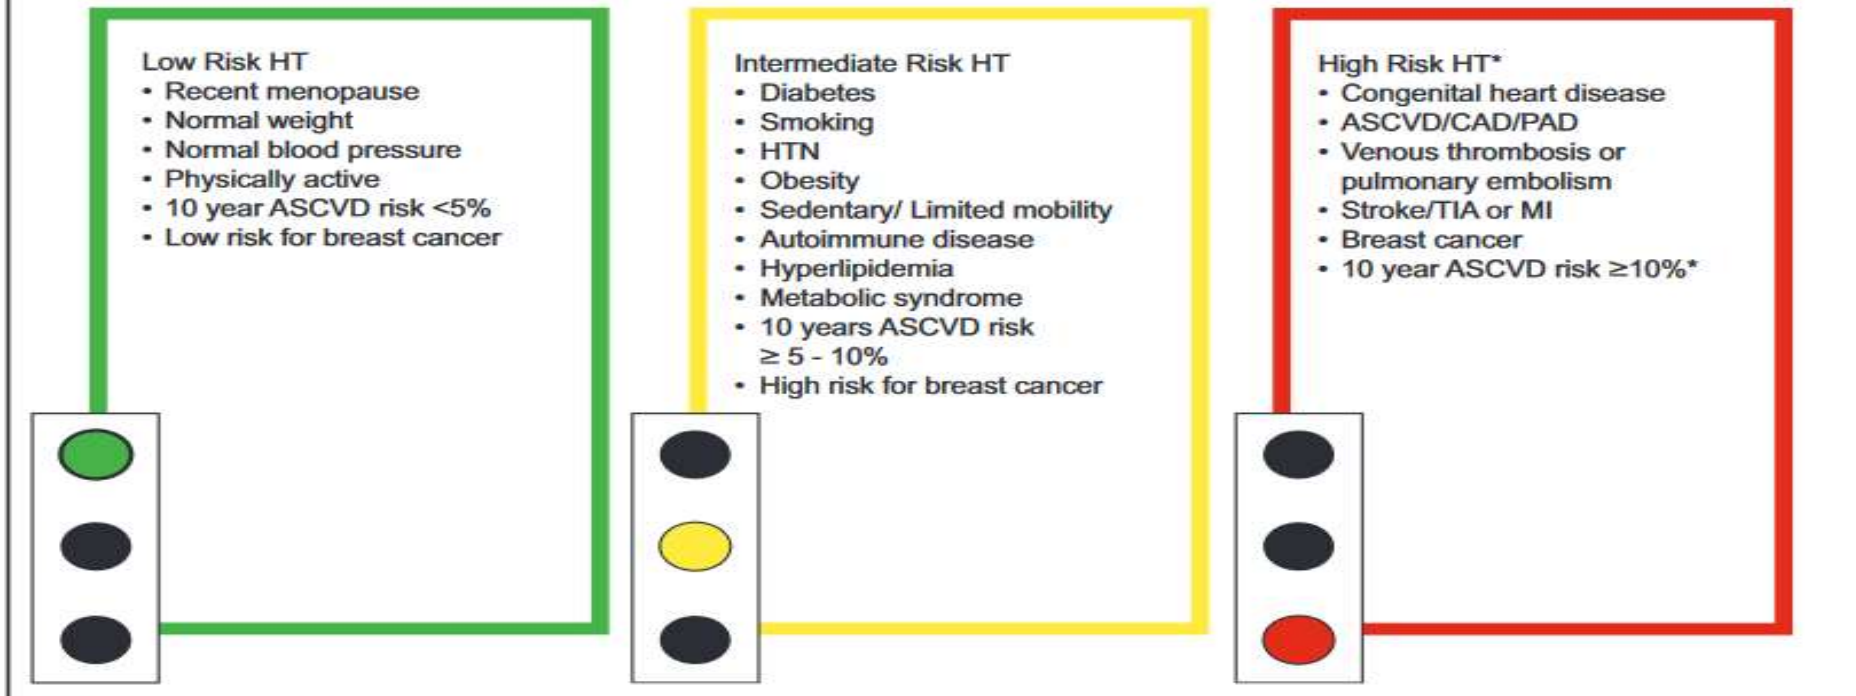 Low Risk HT
• Recent menopause
• Normal weight
• Normal blood pressure
• Physically active
• 10 year ASCVD risk <5%
• Low risk for breast cancer
Intermediate Risk HT
• Diabetes
• Smoking
• HTN
• Obesity
• Sedentary/ Limited mobility
• Autoimmune disease
• Hyperlipidemia
• Metabolic syndrome
• 10 years ASCVD risk
≥ 5 - 10%
• High risk for breast cancer
High Risk HT*
• Congenital heart disease
• ASCVD/CAD/PAD
• Venous thrombosis or
pulmonary embolism
• Stroke/TIA or MI
• Breast cancer
• 10 year ASCVD risk ≥10%*